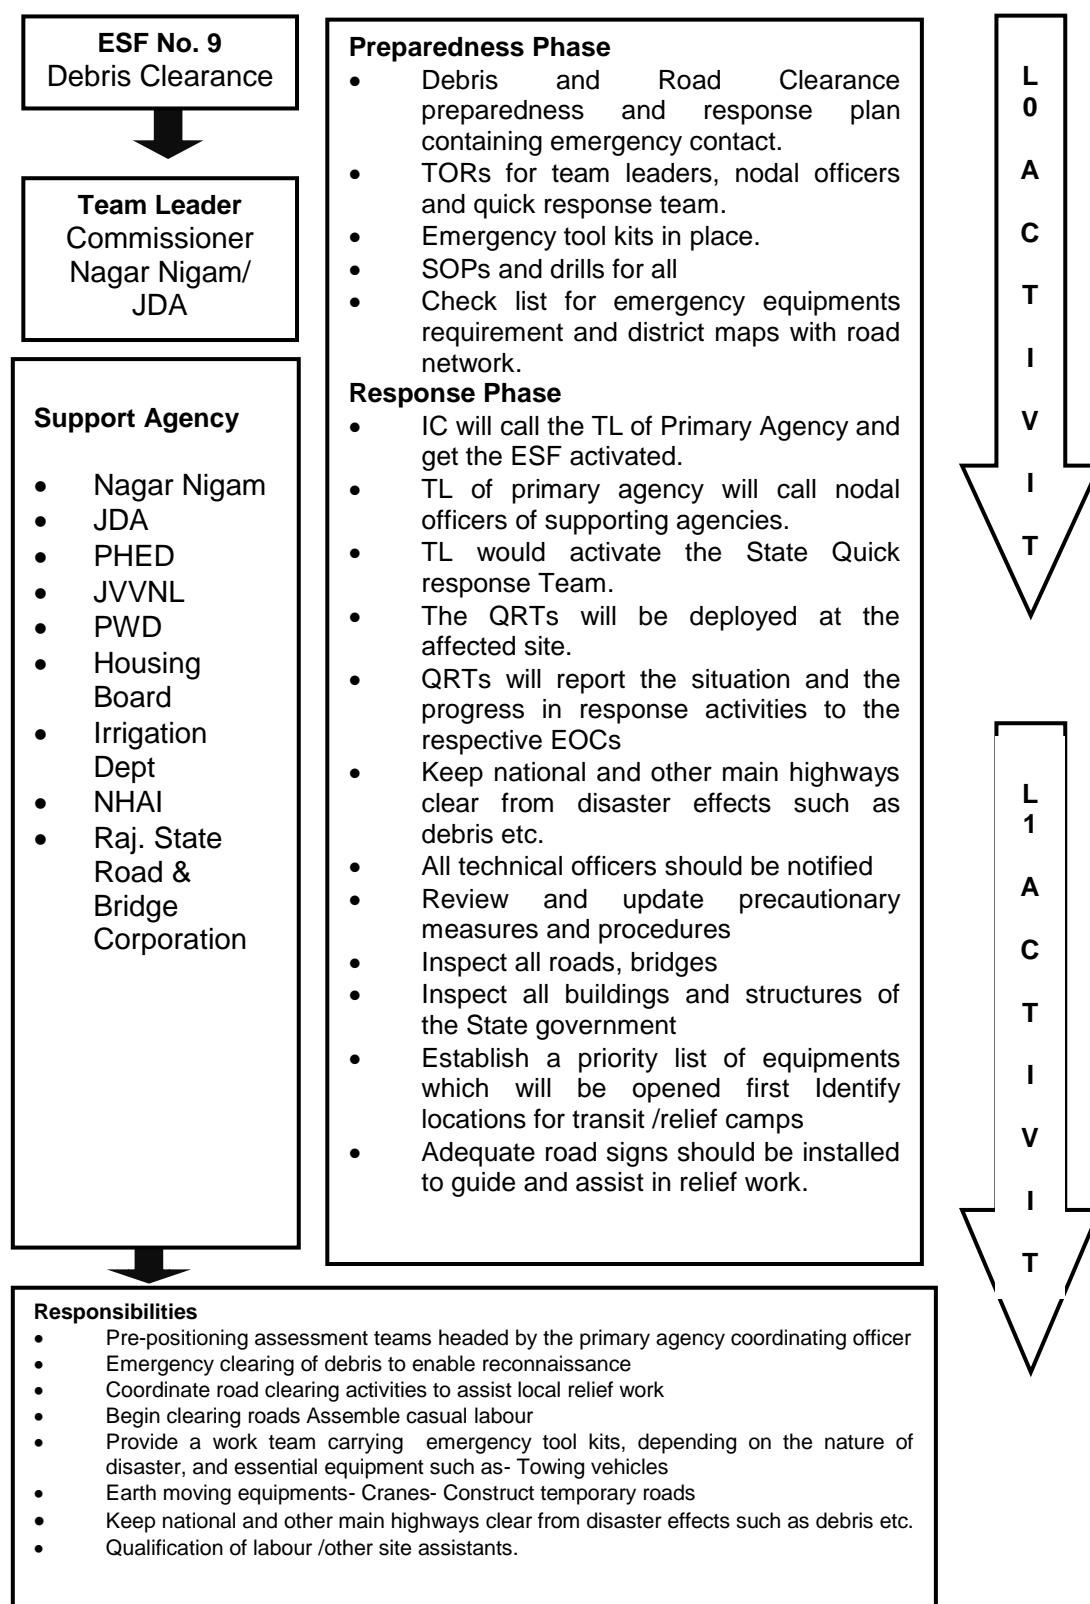 ESF No. 9
Debris Clearance
Team Leader
Commissioner
Nagar Nigam/
JDA
Support Agency
• Nagar Nigam
• JDA
• PHED
• JVVNL
• PWD
• Housing
Board
• Irrigation
Dept
• NHAI
• Raj. State
Road &
Bridge
Corporation
Preparedness Phase
• Debris and Road Clearance
preparedness and response plan
containing emergency contact.
• TORs for team leaders, nodal officers
and quick response team.
• Emergency tool kits in place.
• SOPs and drills for all
• Check list for emergency equipments
requirement and district maps with road
network.
Response Phase
• IC will call the TL of Primary Agency and
get the ESF activated.
• TL of primary agency will call nodal
officers of supporting agencies.
• TL would activate the State Quick
response Team.
• The QRTs will be deployed at the
affected site.
• QRTs will report the situation and the
progress in response activities to the
respective EOCs
• Keep national and other main highways
clear from disaster effects such as
debris etc.
• All technical officers should be notified
• Review and update precautionary
measures and procedures
• Inspect all roads, bridges
• Inspect all buildings and structures of
the State government
• Establish a priority list of equipments
which will be opened first Identify
locations for transit /relief camps
• Adequate road signs should be installed
to guide and assist in relief work.
L
0
A
C
T
I
V
I
T
L
1
A
C
T
I
V
I
T
Responsibilities
• Pre-positioning assessment teams headed by the primary agency coordinating officer
• Emergency clearing of debris to enable reconnaissance
• Coordinate road clearing activities to assist local relief work
• Begin clearing roads Assemble casual labour
• Provide a work team carrying emergency tool kits, depending on the nature of
disaster, and essential equipment such as- Towing vehicles
• Earth moving equipments- Cranes- Construct temporary roads
• Keep national and other main highways clear from disaster effects such as debris etc.
• Qualification of labour /other site assistants.